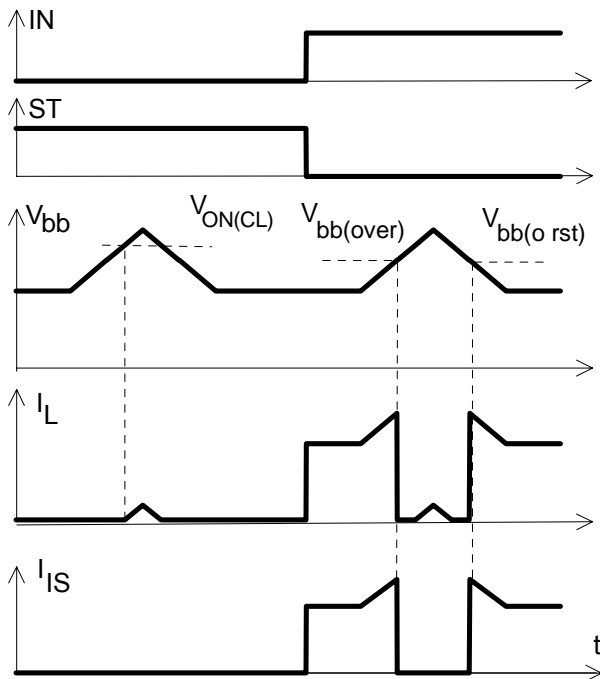 IN
ST
Vbb
VON(CL)
Vbb(over)
Vbb(o rst)
IL
IIS
t